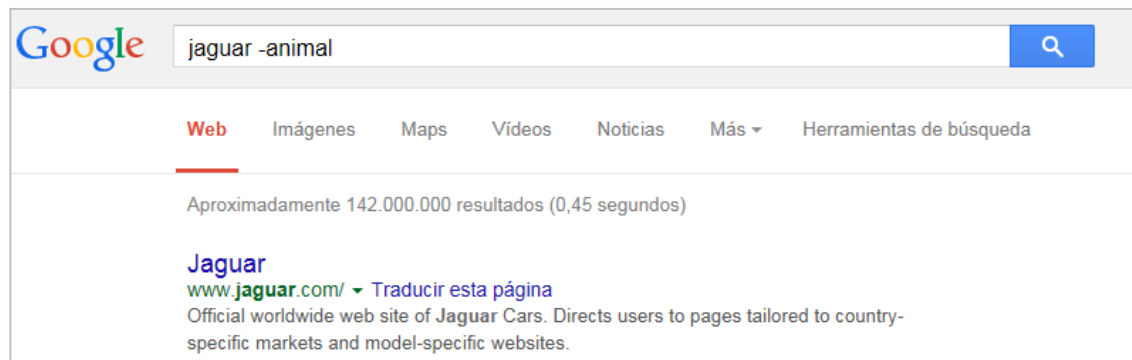 Google jaguar -animal
Web Imágenes Maps Vídeos Noticias Más Herramientas de búsqueda
Aproximadamente 142.000.000 resultados (0,45 segundos)
Jaguar
www.jaguar.com/ Traducir esta página
Official worldwide web site of Jaguar Cars. Directs users to pages tailored to country-
specific markets and model-specific websites.